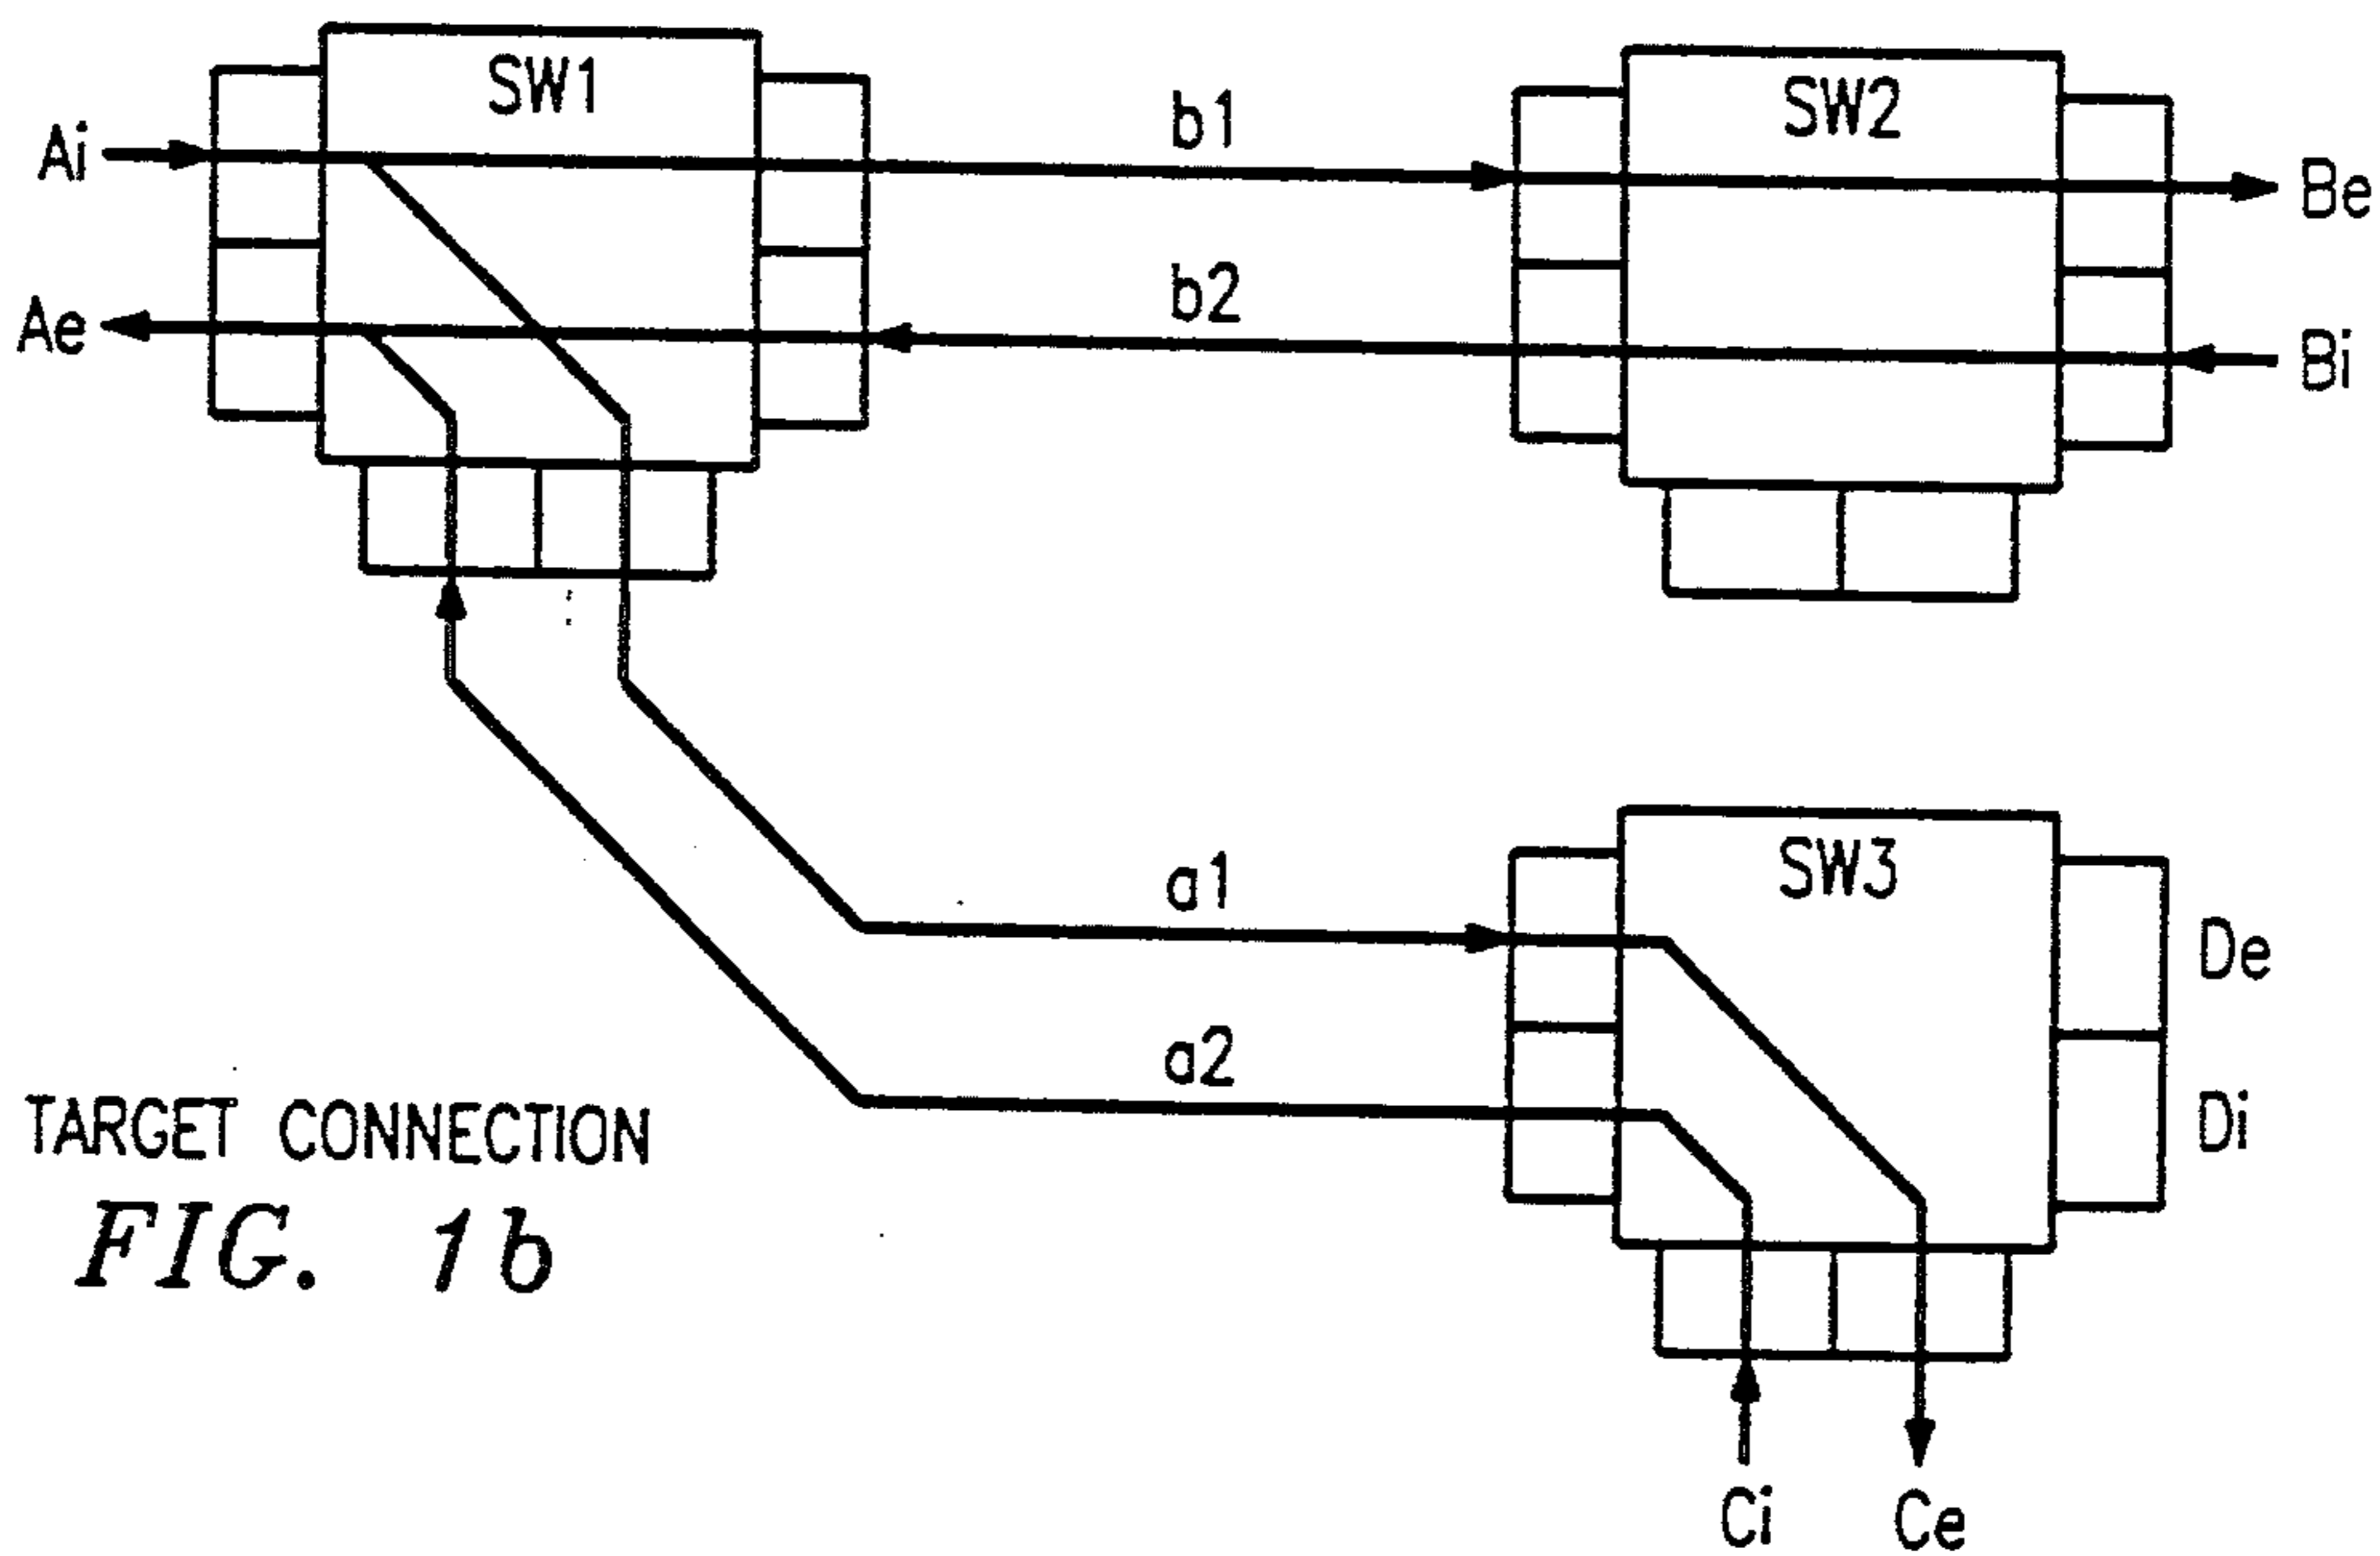 SW1
SW2
Ai
b1
Be
Ae
b2
Bi
SW3
a1
De
a2
Di
TARGET CONNECTION
FIG. 1b
Ci
Ce